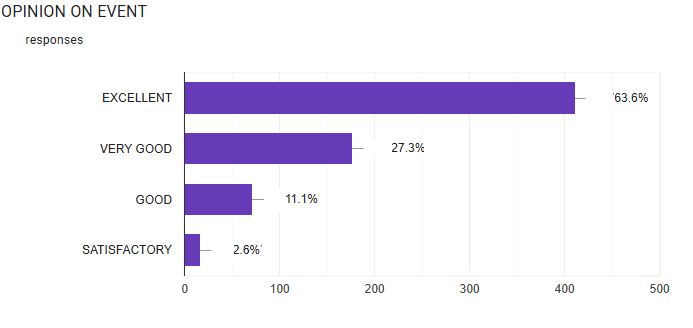 OPINION ON EVENT
responses
EXCELLENT 63.6%
VERY GOOD 27.3%
GOOD 11.1%
SATISFACTORY 2.6%
0 100 200 300 400 500